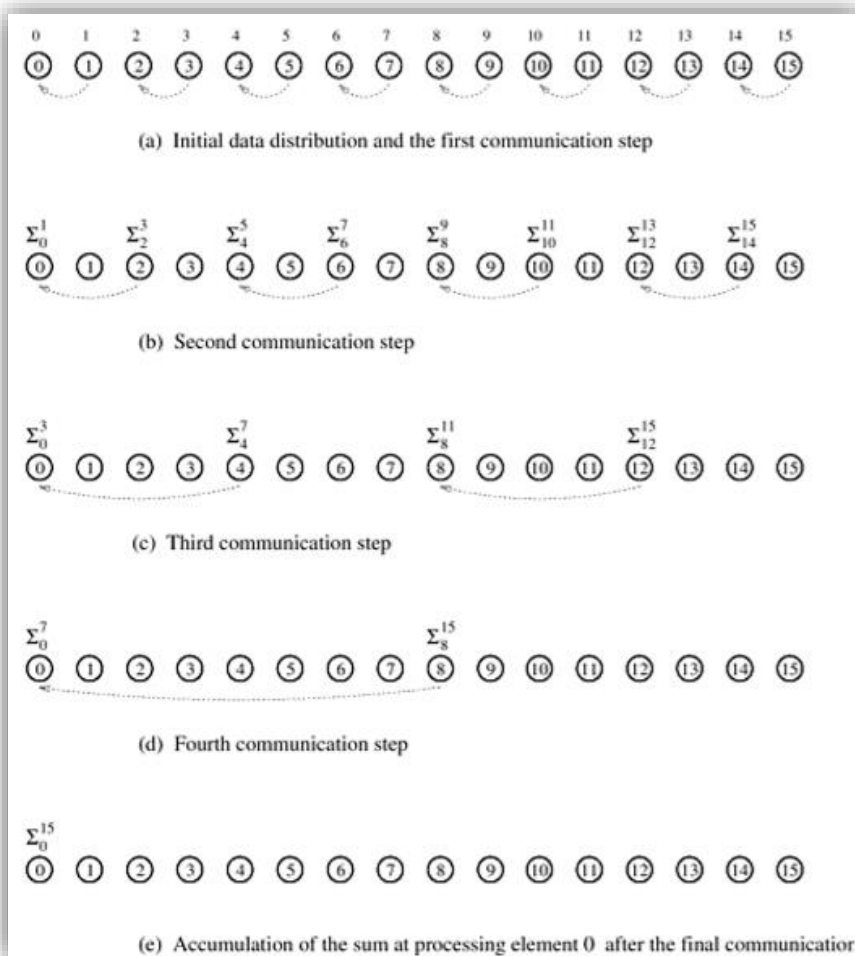 0 1 2 3 4 5 6 7 8 9 10 11 12 13 14 15
0 1 2 3 4 5 6 7 8 9 10 11 12 13 14 15
(a) Initial data distribution and the first communication step
Σ₀¹ Σ₂³ Σ₄⁵ Σ₆⁷ Σ₈⁹ Σ₁₀¹¹ Σ₁₂¹³ Σ₁₄¹⁵
0 1 2 3 4 5 6 7 8 9 10 11 12 13 14 15
(b) Second communication step
Σ₀³ Σ₄⁷ Σ₈¹¹ Σ₁₂¹⁵
0 1 2 3 4 5 6 7 8 9 10 11 12 13 14 15
(c) Third communication step
Σ₀⁷ Σ₈¹⁵
0 1 2 3 4 5 6 7 8 9 10 11 12 13 14 15
(d) Fourth communication step
Σ₀¹⁵
0 1 2 3 4 5 6 7 8 9 10 11 12 13 14 15
(e) Accumulation of the sum at processing element 0 after the final communication